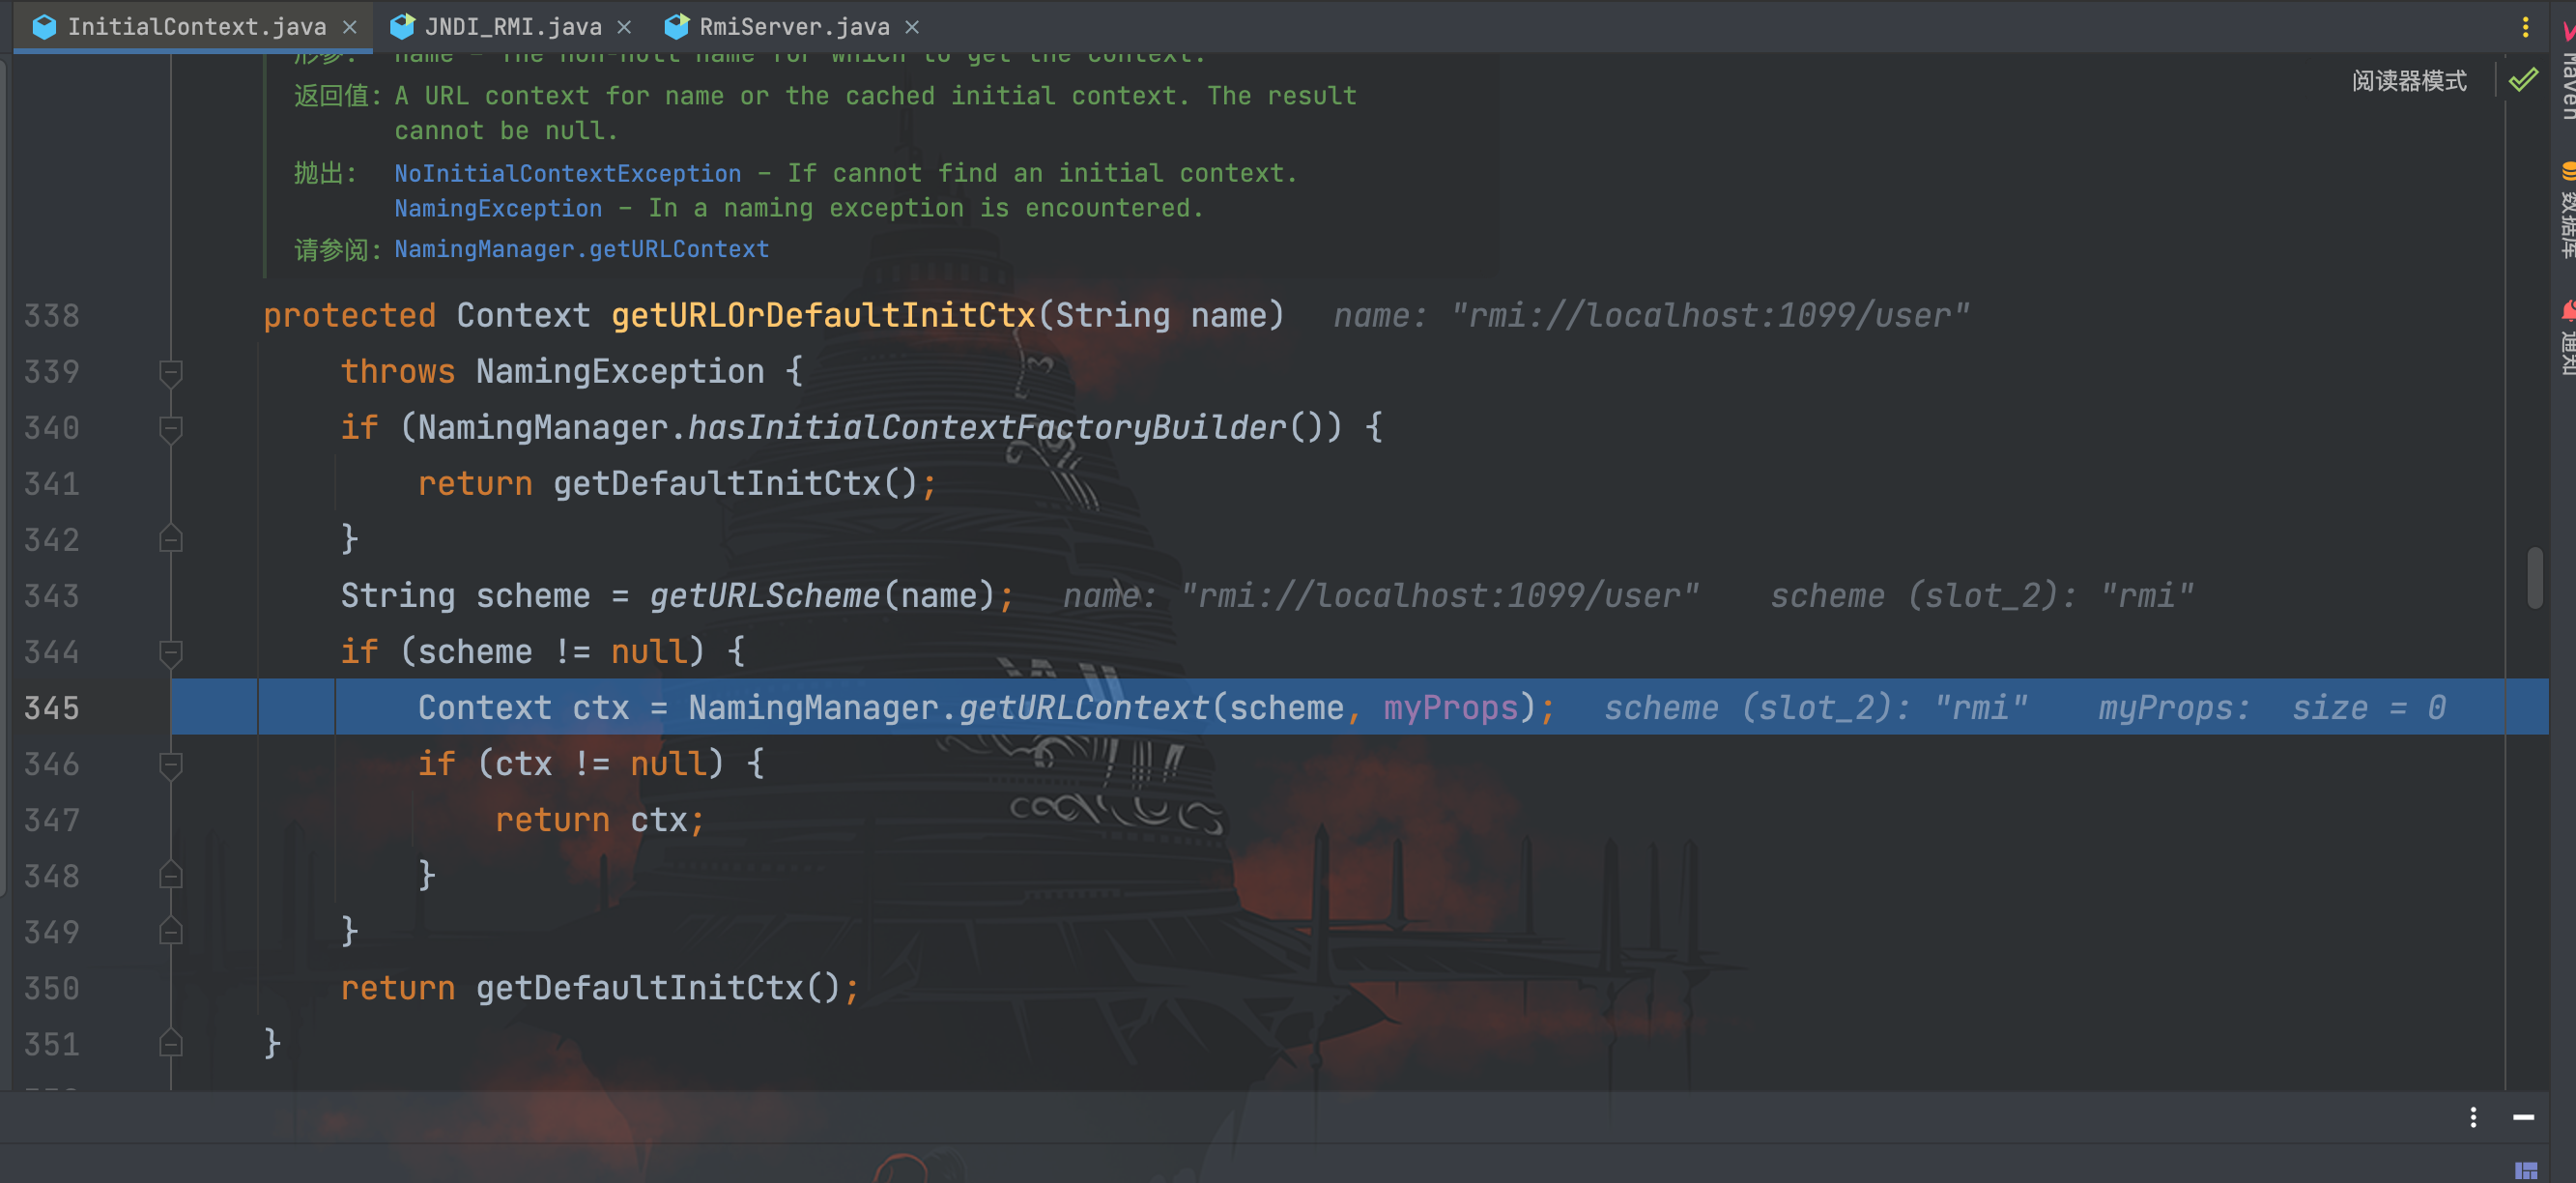 InitialContext.java
JNDI_RMI.java
RmiServer.java
形参: name – The non-null name for which to get the context.
返回值: A URL context for name or the cached initial context. The result
cannot be null.
抛出: NoInitialContextException – If cannot find an initial context.
NamingException – In a naming exception is encountered.
请参阅: NamingManager.getURLContext
阅读器模式
338 protected Context getURLOrDefaultInitCtx(String name) name: "rmi://localhost:1099/user"
339 throws NamingException {
340 if (NamingManager.hasInitialContextFactoryBuilder()) {
341 return getDefaultInitCtx();
342 }
343 String scheme = getURLScheme(name); name: "rmi://localhost:1099/user" scheme (slot_2): "rmi"
344 if (scheme != null) {
345 Context ctx = NamingManager.getURLContext(scheme, myProps); scheme (slot_2): "rmi" myProps: size = 0
346 if (ctx != null) {
347 return ctx;
348 }
349 }
350 return getDefaultInitCtx();
351 }
Maven
数据库
通知